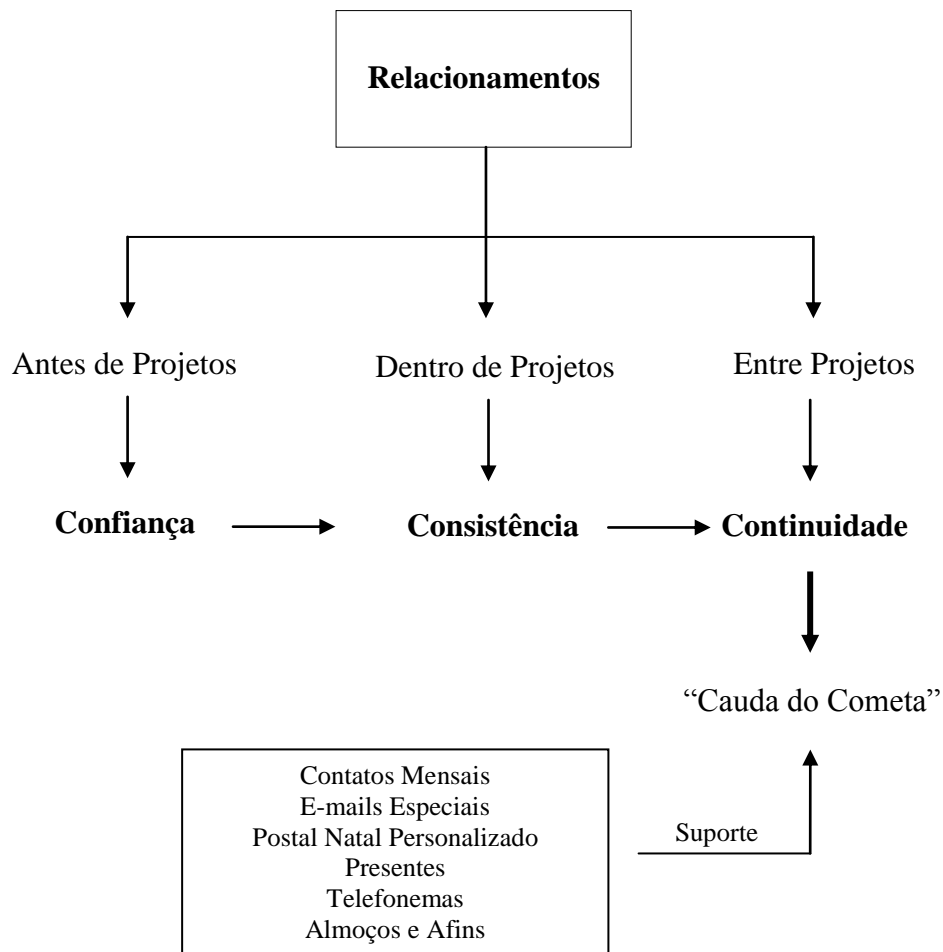 Relacionamentos
Antes de Projetos
Dentro de Projetos
Entre Projetos
Confiança
Consistência
Continuidade
“Cauda do Cometa”
Contatos Mensais
E-mails Especiais
Postal Natal Personalizado
Presentes
Telefonemas
Almoços e Afins
Suporte